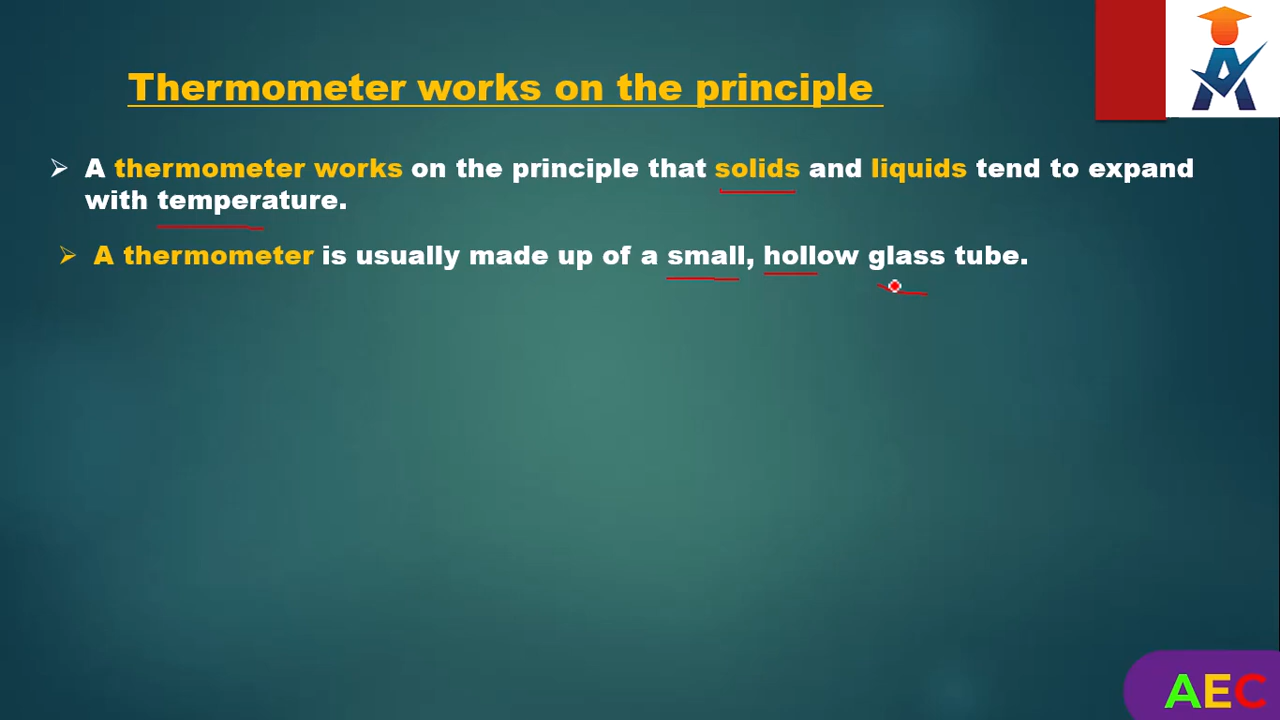 Thermometer works on the principle
A thermometer works on the principle that solids and liquids tend to expand
with temperature.
A thermometer is usually made up of a small, hollow glass tube.
AEC